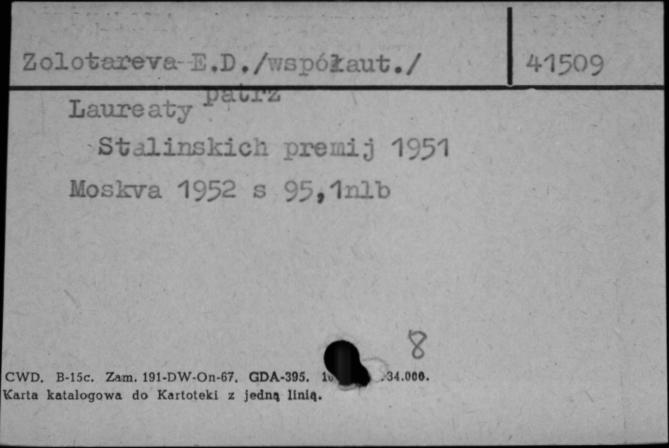 Zolotareva E.D./współaut./ 41509
patrz
Laureaty
Stalinskich premij 1951
Moskva 1952 s 95,1nlb
8
CWD. B-15c. Zam. 191-DW-On-67. GDA-395. 34.000.
Karta katalogowa do Kartoteki z jedną linią.